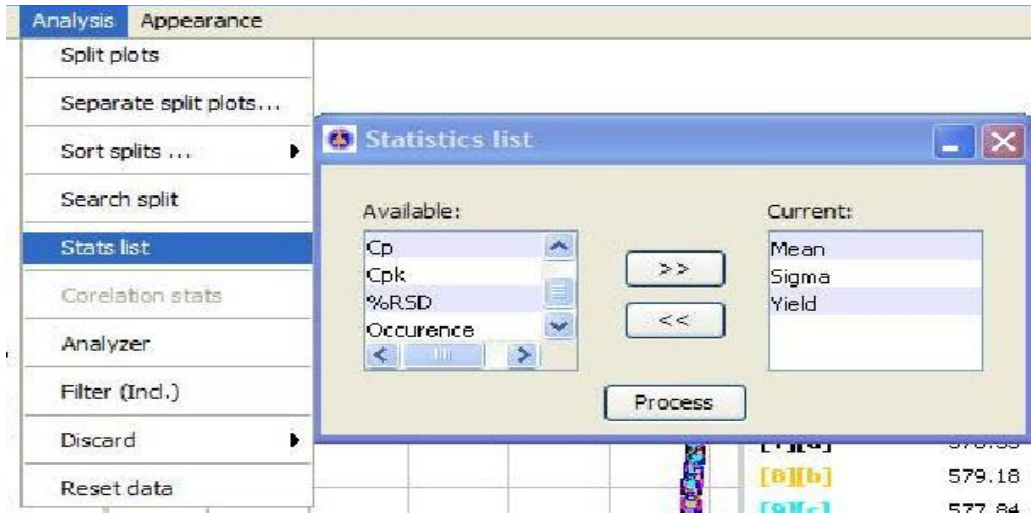 Analysis Appearance
Split plots
Separate split plots...
Sort splits ...
Search split
Stats list
Corelation stats
Analyzer
Filter (Incl.)
Discard
Reset data
Statistics list
Available:
Cp
Cpk
%RSD
Occurence
>>
<<
Current:
Mean
Sigma
Yield
Process
[8][b] 579.18
[9][c] 577.84